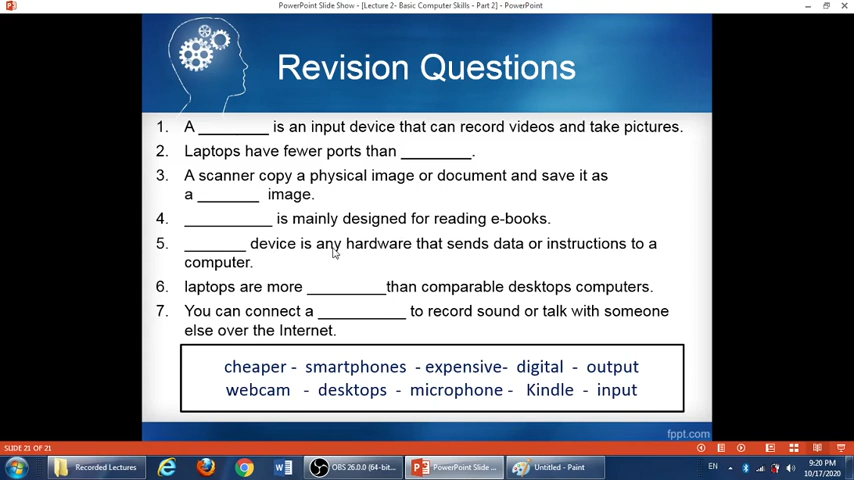 PowerPoint Slide Show - [Lecture 2- Basic Computer Skills - Part 2] - PowerPoint
Revision Questions
1. A ________ is an input device that can record videos and take pictures.
2. Laptops have fewer ports than ________.
3. A scanner copy a physical image or document and save it as
a _______ image.
4. __________ is mainly designed for reading e-books.
5. _______ device is any hardware that sends data or instructions to a
computer.
6. laptops are more _________than comparable desktops computers.
7. You can connect a __________ to record sound or talk with someone
else over the Internet.
cheaper - smartphones - expensive- digital - output
webcam - desktops - microphone - Kindle - input
fppt.com
SLIDE 21 OF 21
Recorded Lectures
OBS 26.0.0 (64-bit...
PowerPoint Slide ...
Untitled - Paint
EN
9:20 PM
10/17/2020